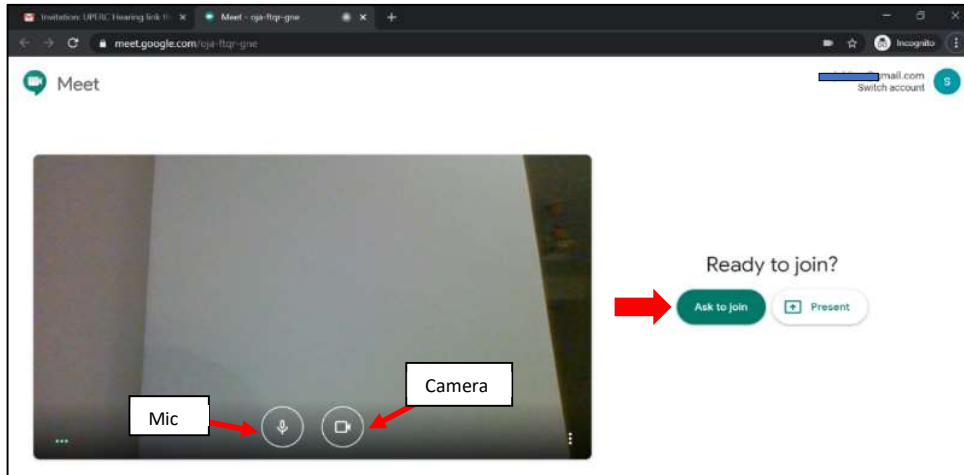 Invitation: UPERC Hearing link th
Meet - oja-ftqr-gne
meet.google.com/oja-ftqr-gne
Incognito
Meet
mail.com
Switch account
S
Ready to join?
Ask to join
Present
Camera
Mic